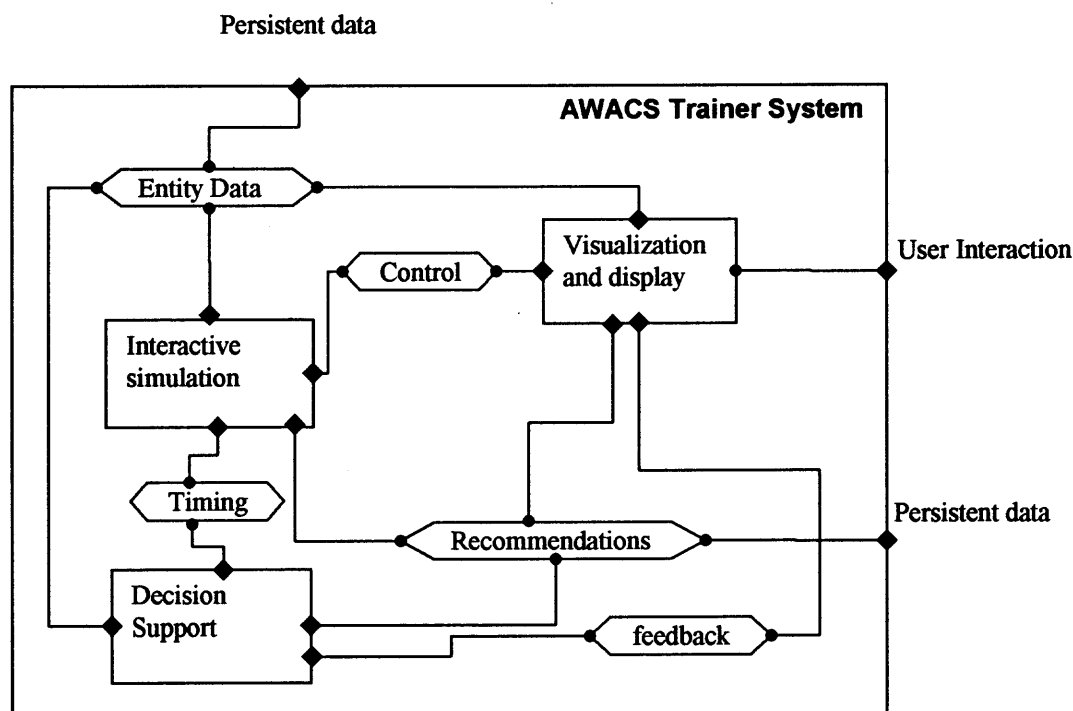 Persistent data
AWACS Trainer System
Entity Data
Visualization
and display
Control
User Interaction
Interactive
simulation
Timing
Recommendations
Persistent data
Decision
Support
feedback